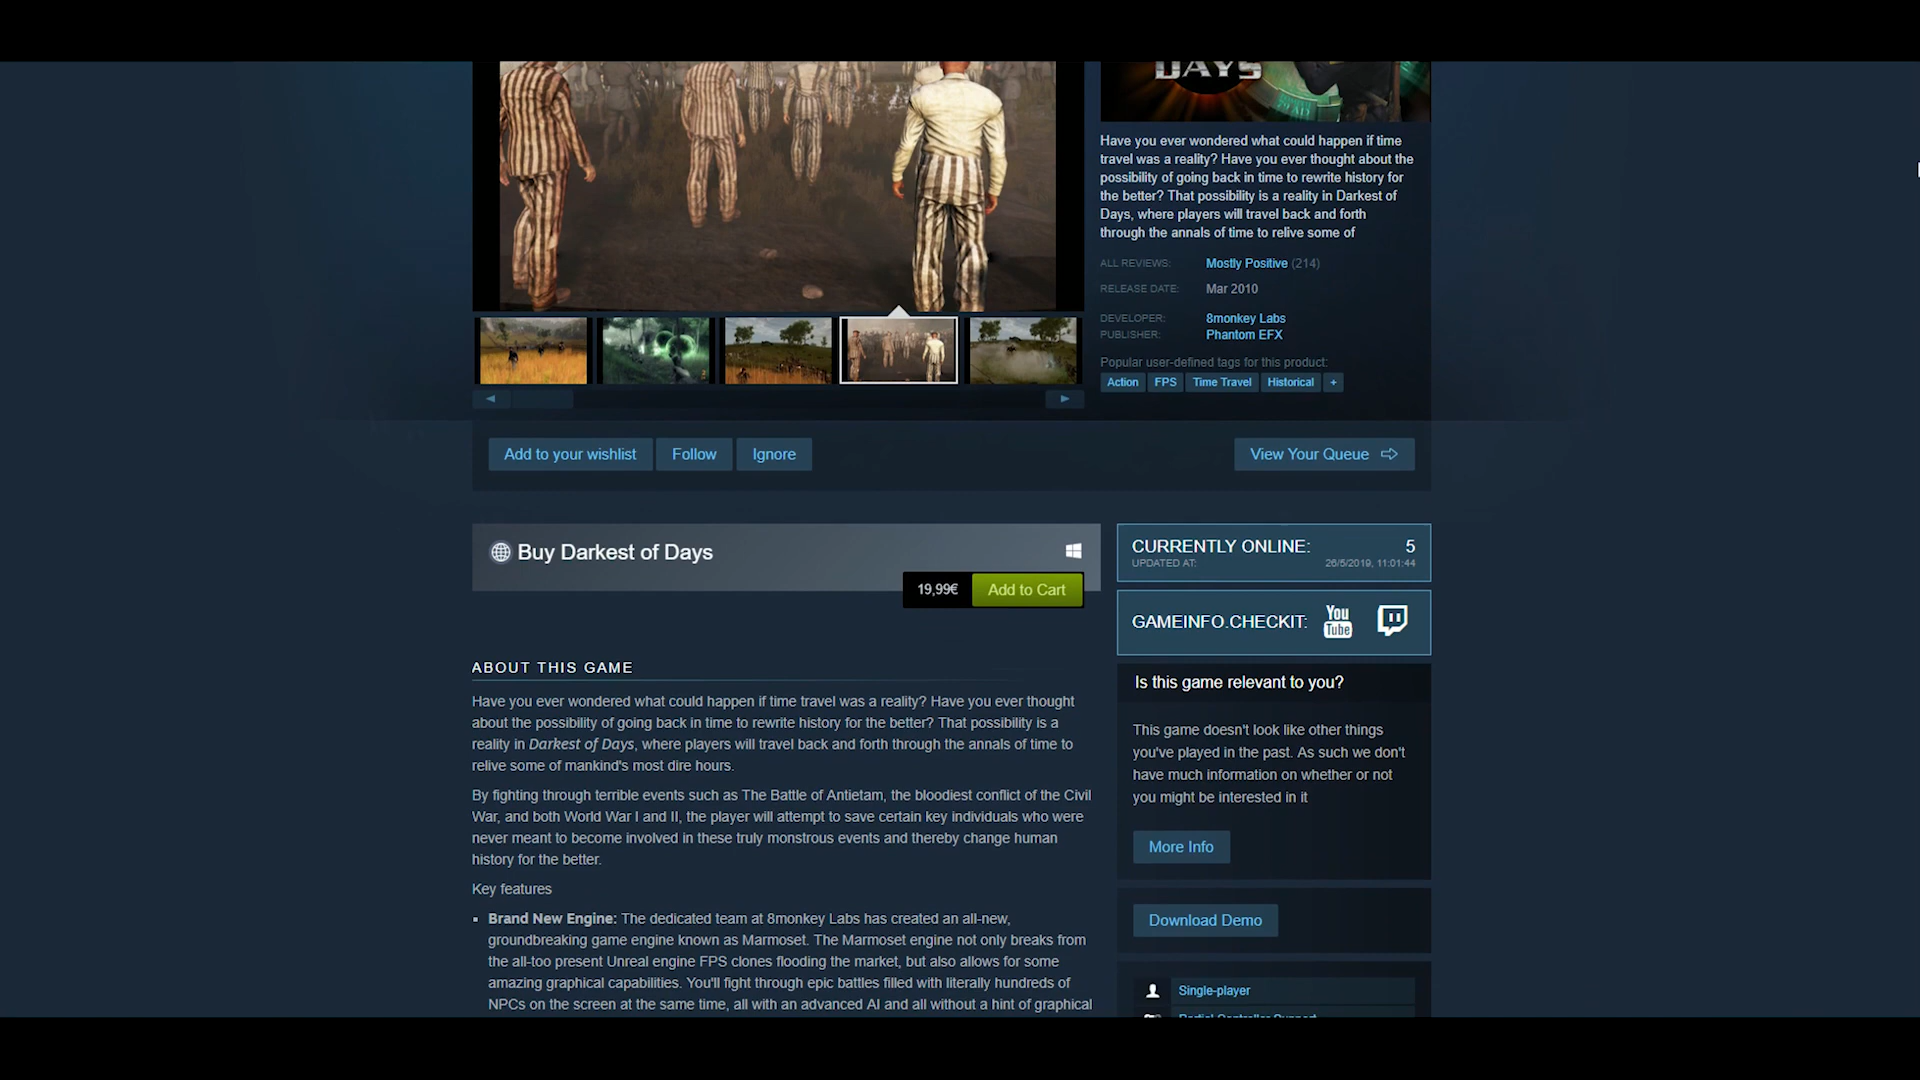 DAYS
Have you ever wondered what could happen if time
travel was a reality? Have you ever thought about the
possibility of going back in time to rewrite history for
the better? That possibility is a reality in Darkest of
Days, where players will travel back and forth
through the annals of time to relive some of
ALL REVIEWS: Mostly Positive (214)
RELEASE DATE: Mar 2010
DEVELOPER: 8monkey Labs
PUBLISHER: Phantom EFX
Popular user-defined tags for this product:
Action FPS Time Travel Historical +
Add to your wishlist Follow Ignore View Your Queue
Buy Darkest of Days
19,99€ Add to Cart
ABOUT THIS GAME
Have you ever wondered what could happen if time travel was a reality? Have you ever thought
about the possibility of going back in time to rewrite history for the better? That possibility is a
reality in Darkest of Days, where players will travel back and forth through the annals of time to
relive some of mankind's most dire hours.
By fighting through terrible events such as The Battle of Antietam, the bloodiest conflict of the Civil
War, and both World War I and II, the player will attempt to save certain key individuals who were
never meant to become involved in these truly monstrous events and thereby change human
history for the better.
Key features
Brand New Engine: The dedicated team at 8monkey Labs has created an all-new,
groundbreaking game engine known as Marmoset. The Marmoset engine not only breaks from
the all-too present Unreal engine FPS clones flooding the market, but also allows for some
amazing graphical capabilities. You'll fight through epic battles filled with literally hundreds of
NPCs on the screen at the same time, all with an advanced AI and all without a hint of graphical
CURRENTLY ONLINE: 5
UPDATED AT: 26/5/2019, 11:01:44
GAMEINFO.CHECKIT: You Tube
Is this game relevant to you?
This game doesn't look like other things
you've played in the past. As such we don't
have much information on whether or not
you might be interested in it
More Info
Download Demo
Single-player
Partial Controller Support